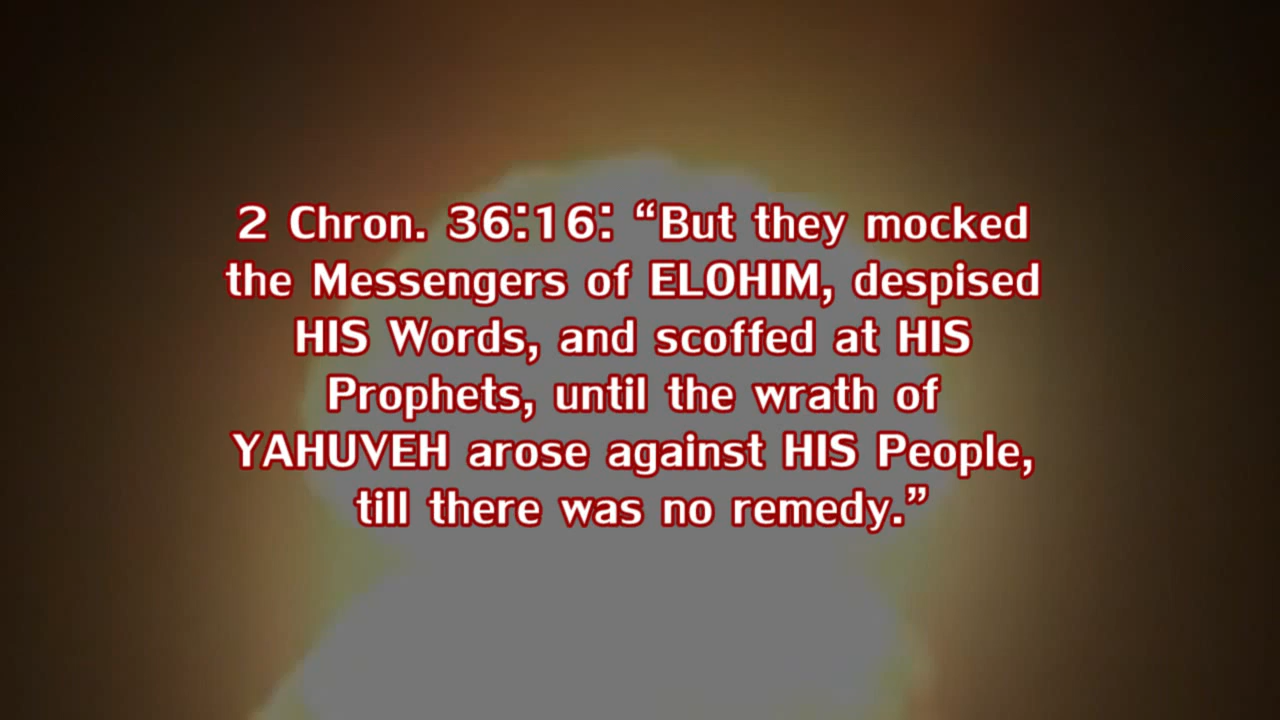 2 Chron. 36:16: “But they mocked
the Messengers of ELOHIM, despised
HIS Words, and scoffed at HIS
Prophets, until the wrath of
YAHUVEH arose against HIS People,
till there was no remedy.”